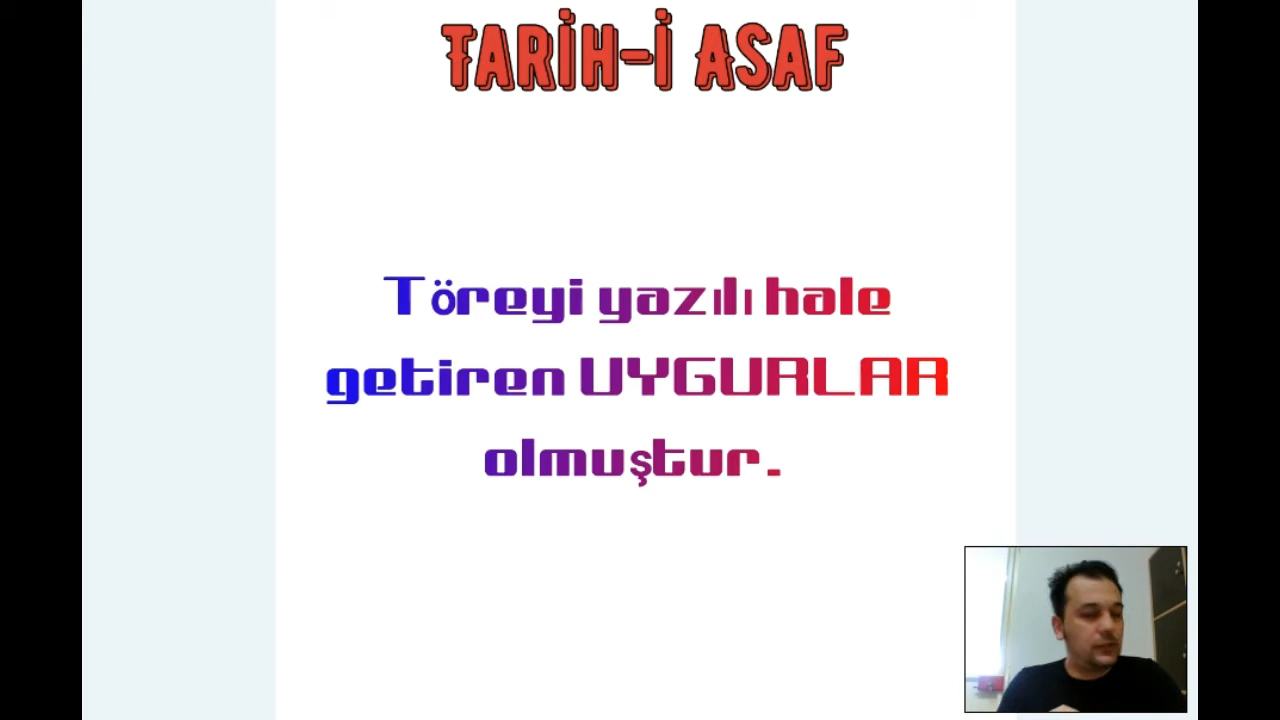 TARİH-İ ASAF
Töreyi yazılı hale
getiren UYGURLAR
olmuştur.